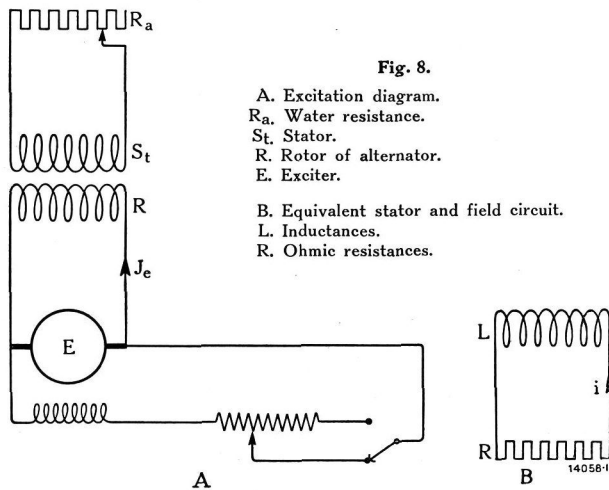 Rₐ
Fig. 8.
A. Excitation diagram.
Rₐ. Water resistance.
Sₜ. Stator.
R. Rotor of alternator.
E. Exciter.
B. Equivalent stator and field circuit.
L. Inductances.
R. Ohmic resistances.
Sₜ
R
Jₑ
E
L
i
R
A
B
14058·I